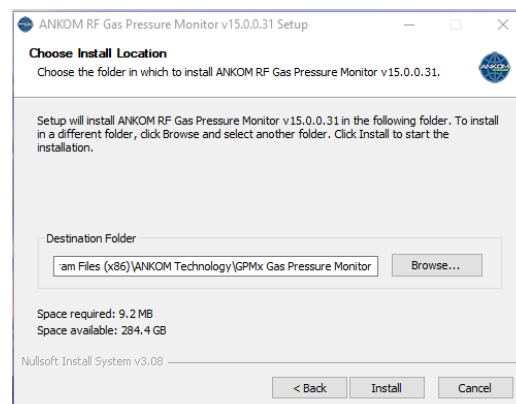 ANKOM RF Gas Pressure Monitor v15.0.0.31 Setup
Choose Install Location
Choose the folder in which to install ANKOM RF Gas Pressure Monitor v15.0.0.31.
ANKOM
Setup will install ANKOM RF Gas Pressure Monitor v15.0.0.31 in the following folder. To install
in a different folder, click Browse and select another folder. Click Install to start the
installation.
Destination Folder
am Files (x86)\ANKOM Technology\GPMx Gas Pressure Monitor
Browse...
Space required: 9.2 MB
Space available: 284.4 GB
Nullsoft Install System v3.08
< Back Install Cancel